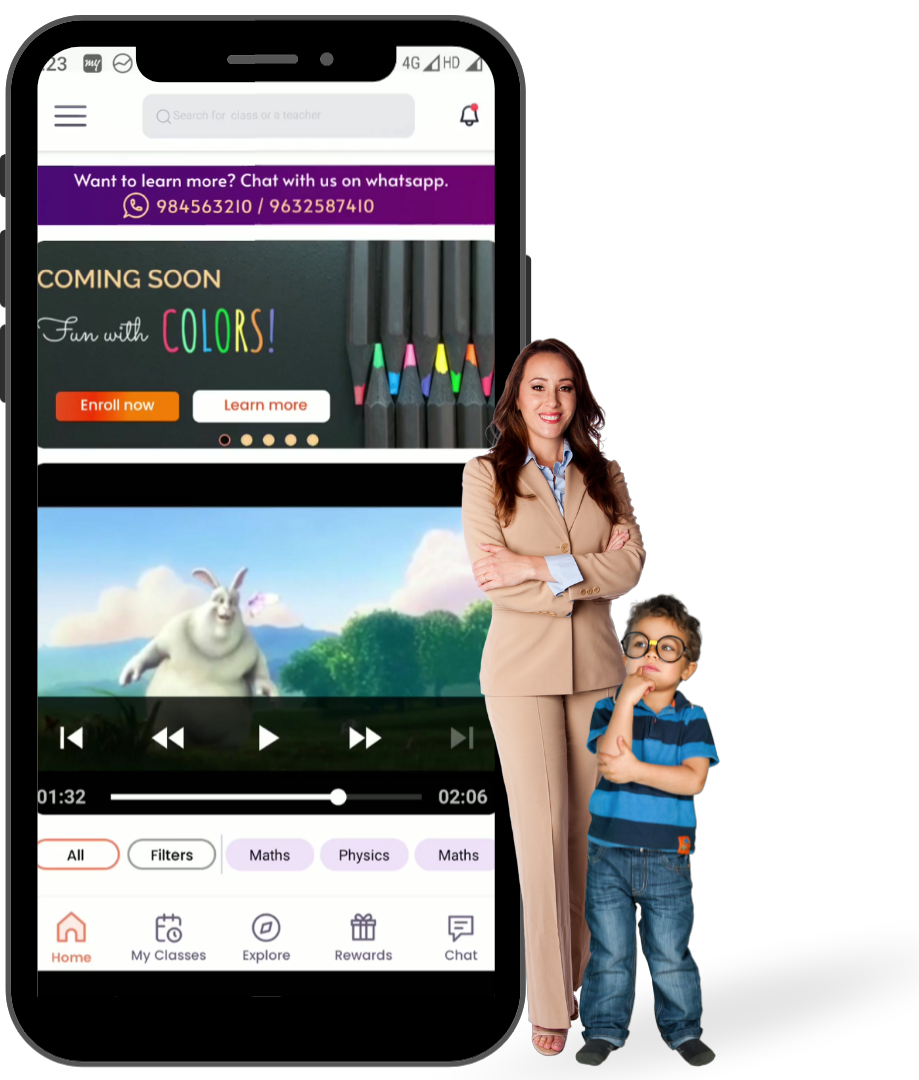 :23 my 4G HD
Search for class or a teacher
Want to learn more? Chat with us on whatsapp.
984563210 / 9632587410
COMING SOON
Fun with COLORS!
Enroll now Learn more
01:32 02:06
All Filters Maths Physics Maths
Home My Classes Explore Rewards Chat